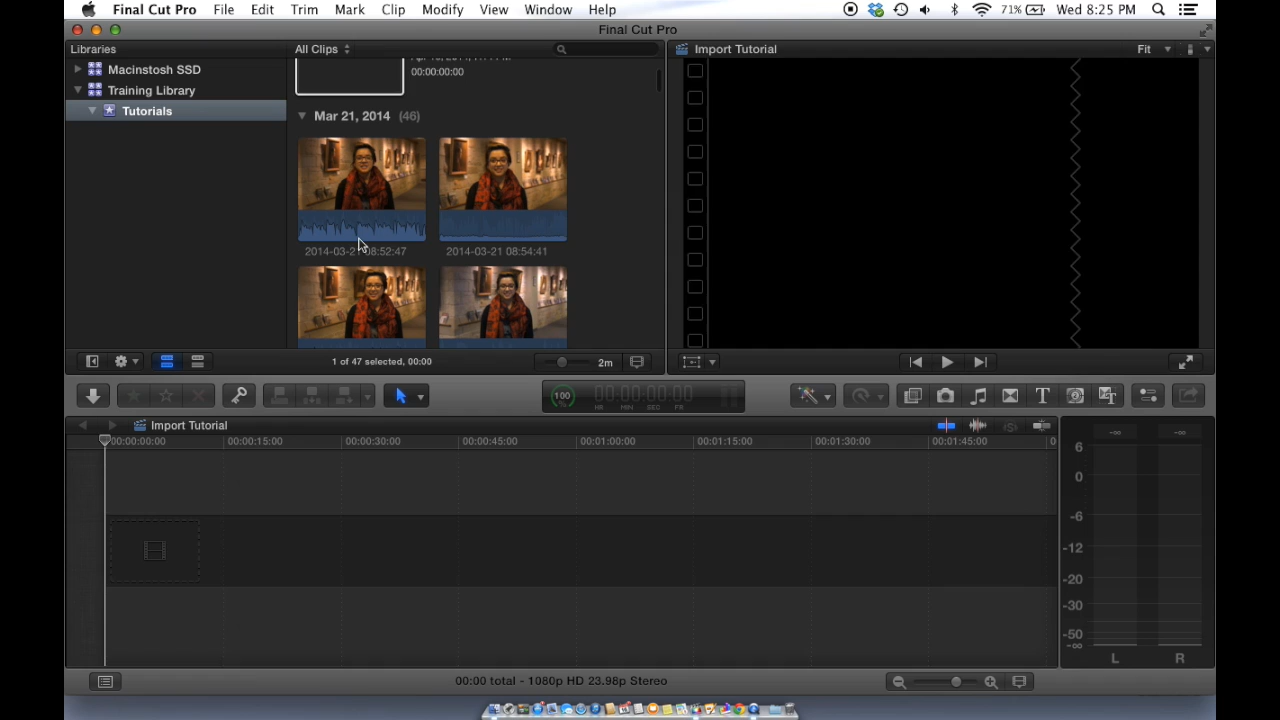 Final Cut Pro File Edit Trim Mark Clip Modify View Window Help 71% Wed 8:25 PM
Final Cut Pro
Libraries All Clips Import Tutorial Fit
Macinstosh SSD
Training Library
Tutorials
00:00:00:00
Mar 21, 2014 (46)
2014-03-21 08:52:47 2014-03-21 08:54:41
1 of 47 selected, 00:00 2m
100 00:00:00:00
HR MIN SEC FR
Import Tutorial
00:00:00:00 00:00:15:00 00:00:30:00 00:00:45:00 00:01:00:00 00:01:15:00 00:01:30:00 00:01:45:00 0
-∞ -∞
6
0
-6
-12
-20
-30
-50
-∞
L R
00:00 total - 1080p HD 23.98p Stereo